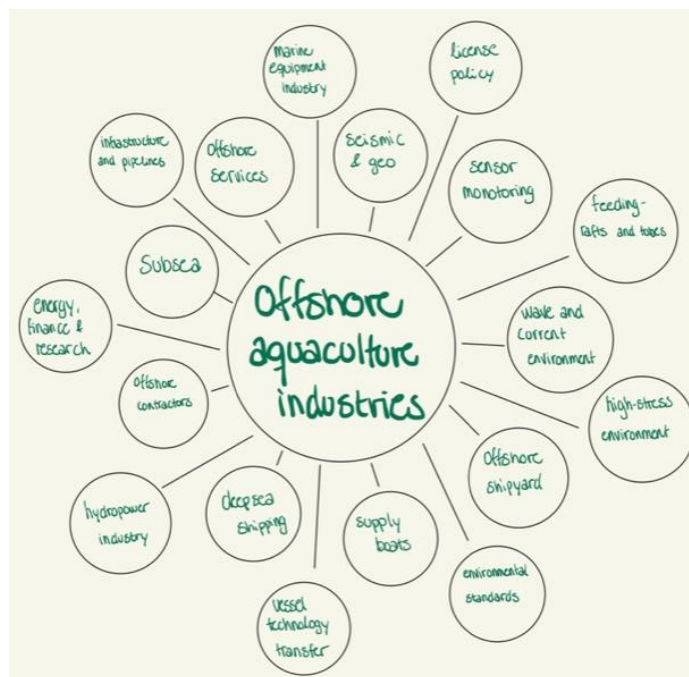 marine
equipment
industry
license
policy
infrastructure
and pipelines
Offshore
services
seismic
& geo
sensor
monotoring
feeding-
rafts and tubes
Subsea
Offshore
aquaculture
industries
energy,
finance &
research
wave and
current
environment
Offshore
contractors
high-stress
environment
hydropower
industry
deepsea
shipping
supply
boats
Offshore
shipyard
vessel
technology
transfer
environmental
standards